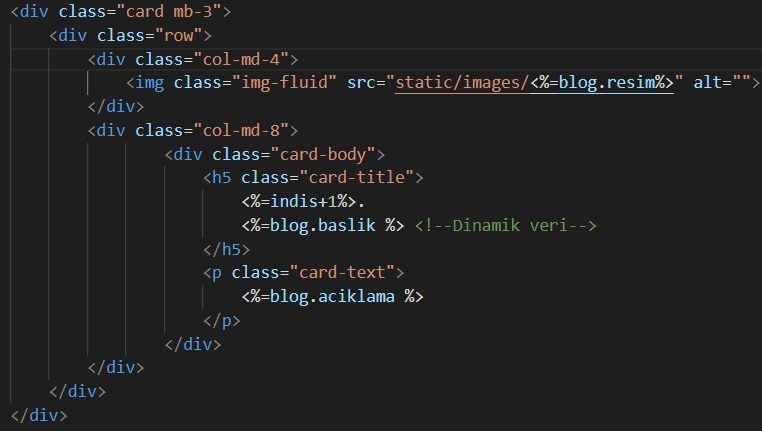 <div class="card mb-3">
<div class="row">
<div class="col-md-4">
<img class="img-fluid" src="static/images/<%=blog.resim%>" alt="">
</div>
<div class="col-md-8">
<div class="card-body">
<h5 class="card-title">
<%=indis+1%>.
<%=blog.baslik %> <!--Dinamik veri-->
</h5>
<p class="card-text">
<%=blog.aciklama %>
</p>
</div>
</div>
</div>
</div>